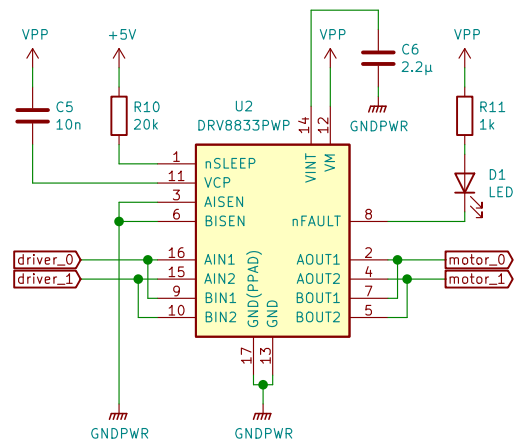 VPP
+5V
VPP
VPP
C6
2.2µ
C5
10n
R10
20k
U2
DRV8833PWP
GNDPWR
R11
1k
14
12
VINT
VM
1
nSLEEP
11
VCP
3
AISEN
6
BISEN
D1
LED
nFAULT
8
driver_0
16
AIN1
AOUT1
2
motor_0
driver_1
15
AIN2
AOUT2
4
motor_1
9
BIN1
BOUT1
7
10
BIN2
BOUT2
5
GND(PPAD)
GND
17
13
GNDPWR
GNDPWR